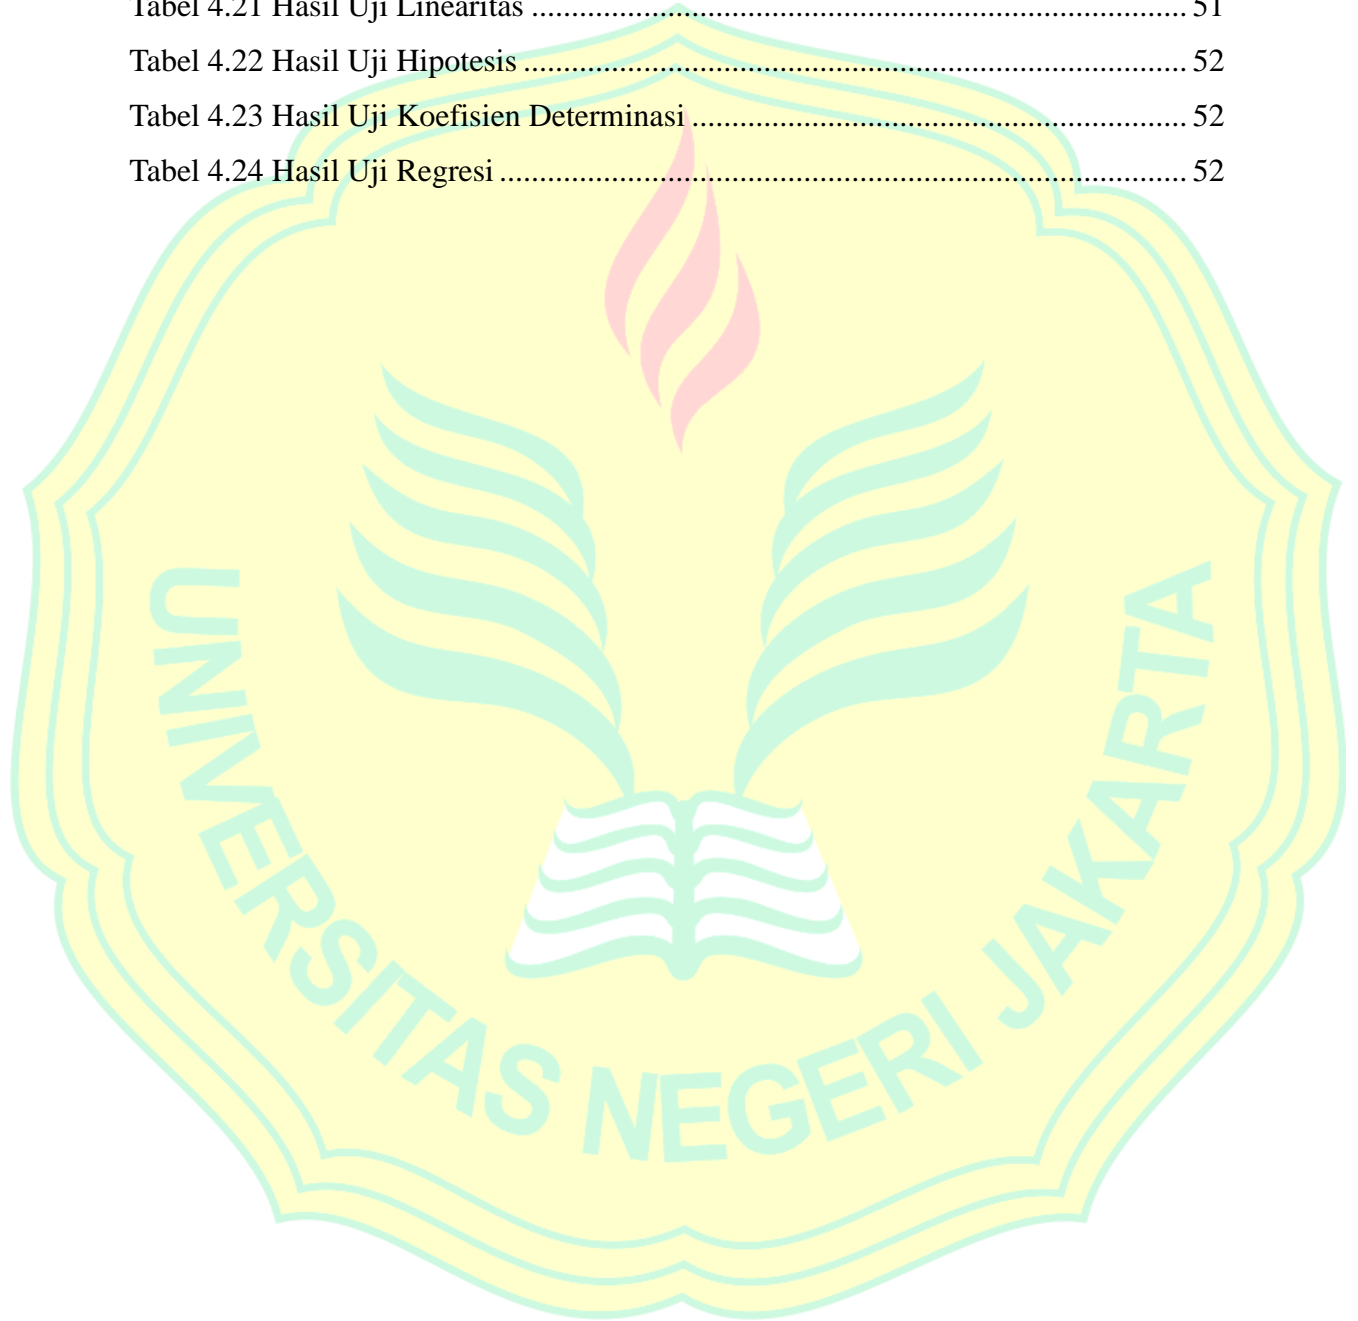 Tabel 4.21 Hasil Uji Linearitas ................................................................................... 51
Tabel 4.22 Hasil Uji Hipotesis .................................................................................... 52
Tabel 4.23 Hasil Uji Koefisien Determinasi ............................................................... 52
Tabel 4.24 Hasil Uji Regresi ....................................................................................... 52
UNIVERSITAS NEGERI JAKARTA